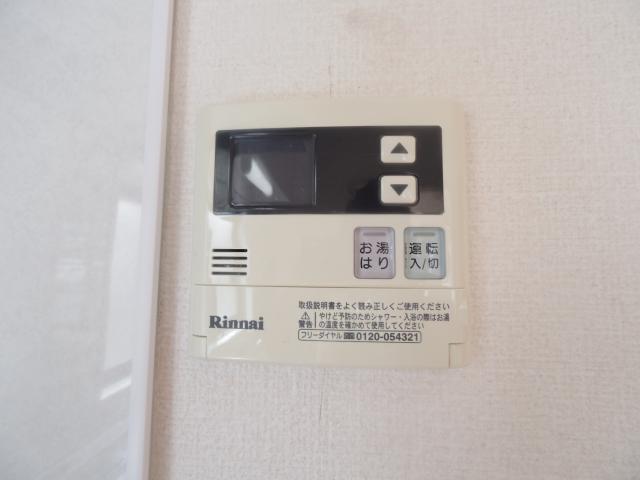 ▲
▼
お湯
はり
運転
入/切
取扱説明書をよく読み正しくご使用ください
⚠警告 やけど予防のためシャワー・入浴の際はお湯
の温度を確かめて使用してください
Rinnai
フリーダイヤル 0120-054321